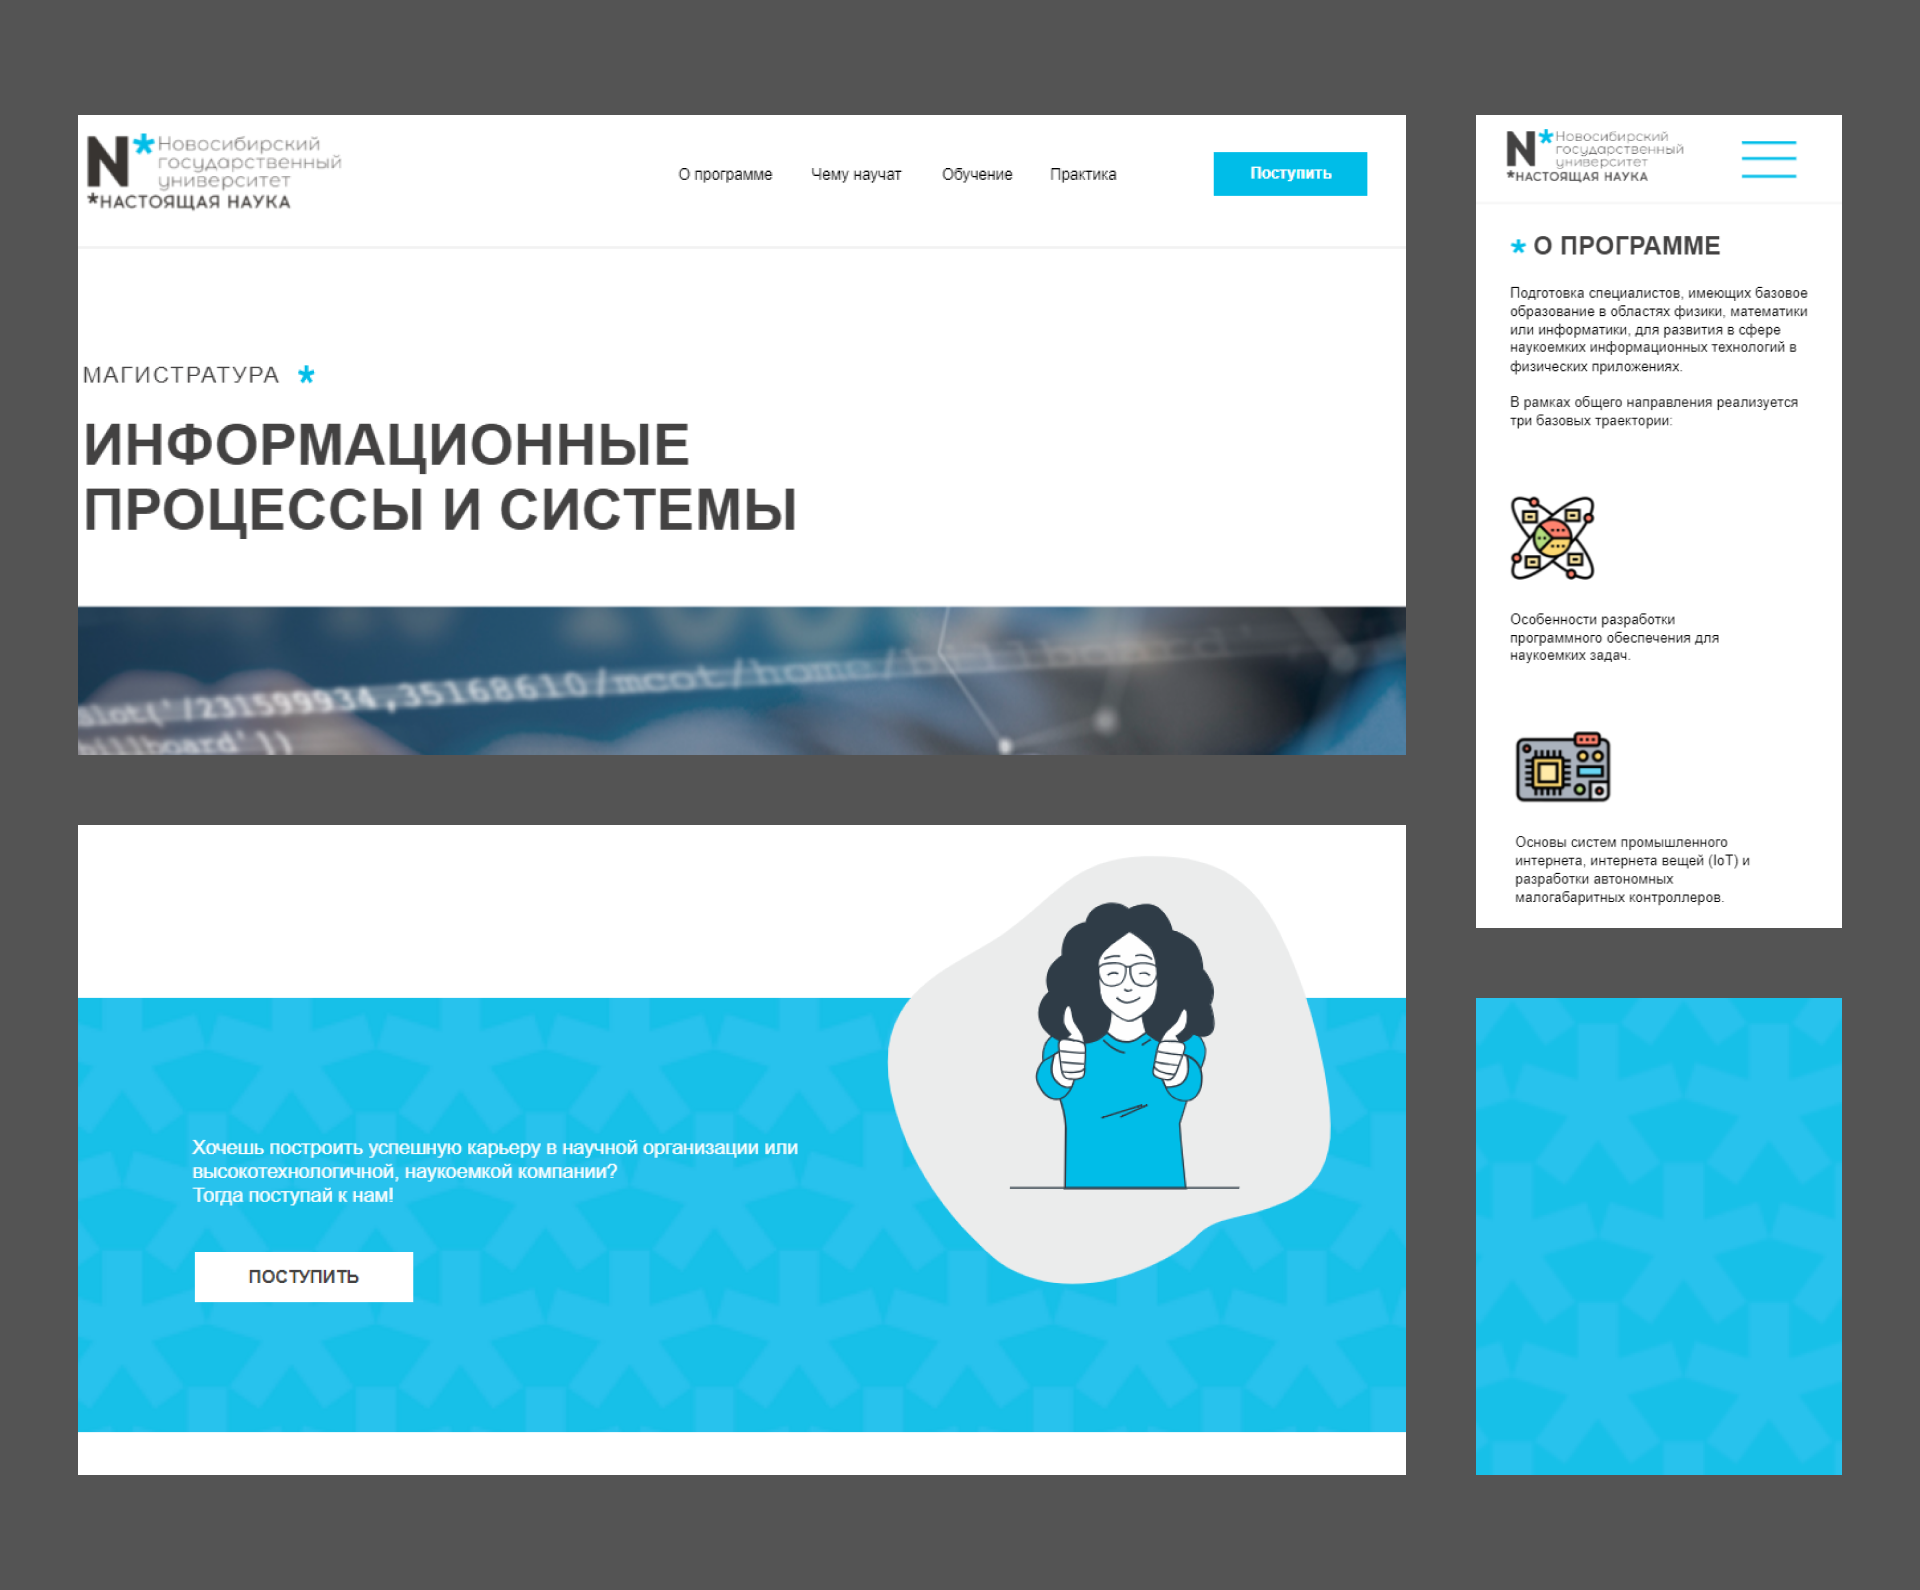 N*
Новосибирский
государственный
университет
*НАСТОЯЩАЯ НАУКА
О программе
Чему научат
Обучение
Практика
Поступить
МАГИСТРАТУРА *
ИНФОРМАЦИОННЫЕ
ПРОЦЕССЫ И СИСТЕМЫ
slot('/231599934,35168610/mcot/home/billboard',
billboard'])
Хочешь построить успешную карьеру в научной организации или
высокотехнологичной, наукоемкой компании?
Тогда поступай к нам!
ПОСТУПИТЬ
N*
Новосибирский
государственный
университет
*НАСТОЯЩАЯ НАУКА
* О ПРОГРАММЕ
Подготовка специалистов, имеющих базовое
образование в областях физики, математики
или информатики, для развития в сфере
наукоемких информационных технологий в
физических приложениях.
В рамках общего направления реализуется
три базовых траектории:
Особенности разработки
программного обеспечения для
наукоемких задач.
Основы систем промышленного
интернета, интернета вещей (IoT) и
разработки автономных
малогабаритных контроллеров.